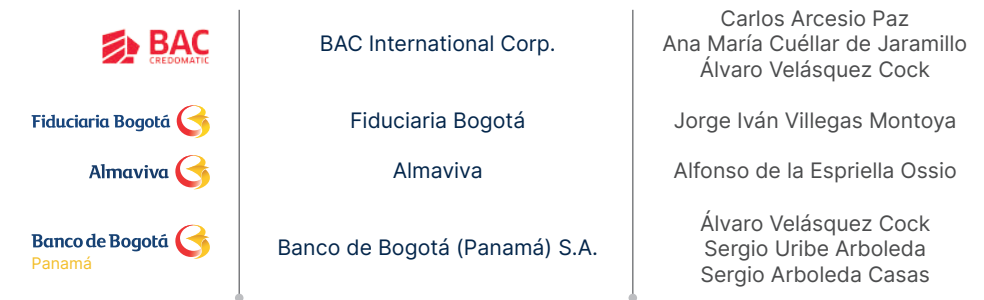 BAC
CREDOMATIC
BAC International Corp.
Carlos Arcesio Paz
Ana María Cuéllar de Jaramillo
Álvaro Velásquez Cock
Fiduciaria Bogotá
Fiduciaria Bogotá
Jorge Iván Villegas Montoya
Almaviva
Almaviva
Alfonso de la Espriella Ossio
Banco de Bogotá
Panamá
Banco de Bogotá (Panamá) S.A.
Álvaro Velásquez Cock
Sergio Uribe Arboleda
Sergio Arboleda Casas